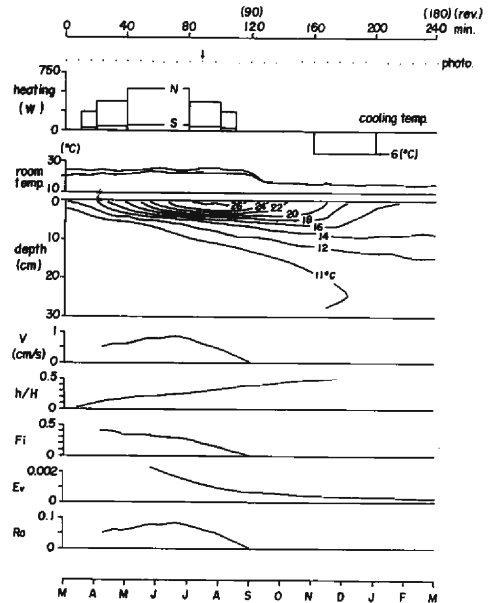 (90) (180) (rev.)
0 40 80 120 160 200 240 min.
photo.
750
heating
(W)
0
N
S
cooling temp.
6(°C)
(°C)
30
room
temp.
10
0
10
depth
(cm)
20
30
26 24 22
20
18
16
14
12
11°C
V
(cm/s)
1
0
h/H
0.5
0
Fi
0.5
0
Ev
0.002
0
Ro
0.1
0
M A M J J A S O N D J F M